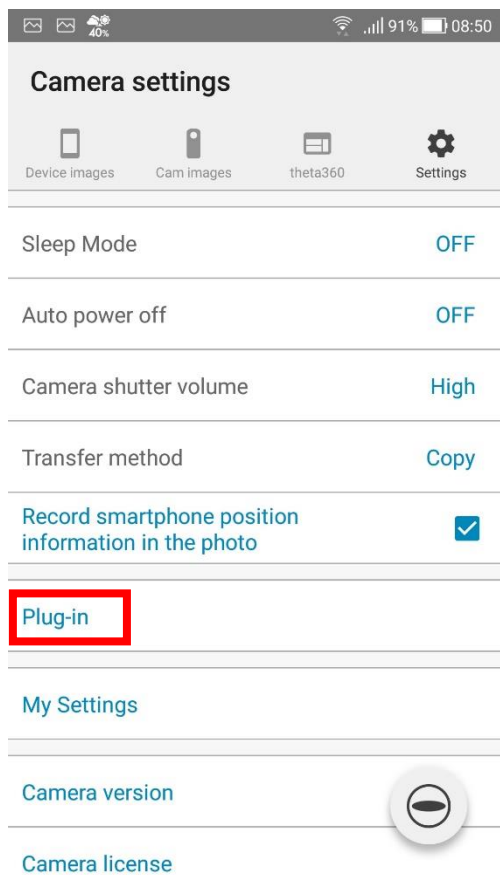 40%
91% 08:50
Camera settings
Device images Cam images theta360 Settings
Sleep Mode OFF
Auto power off OFF
Camera shutter volume High
Transfer method Copy
Record smartphone position
information in the photo
Plug-in
My Settings
Camera version
Camera license